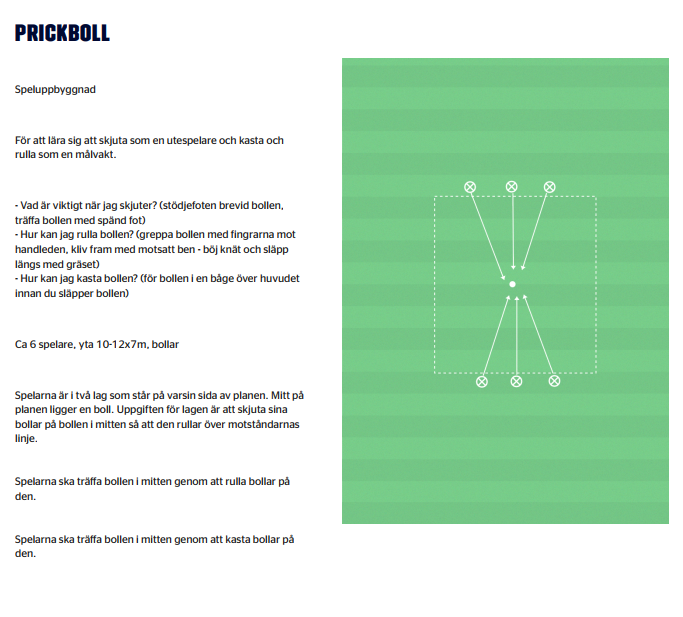 PRICKBOLL
Speluppbyggnad
För att lära sig att skjuta som en utespelare och kasta och
rulla som en målvakt.
- Vad är viktigt när jag skjuter? (stödjefoten brevid bollen,
träffa bollen med spänd fot)
- Hur kan jag rulla bollen? (greppa bollen med fingrarna mot
handleden, kliv fram med motsatt ben - böj knät och släpp
längs med gräset)
- Hur kan jag kasta bollen? (för bollen i en båge över huvudet
innan du släpper bollen)
Ca 6 spelare, yta 10-12x7m, bollar
Spelarna är i två lag som står på varsin sida av planen. Mitt på
planen ligger en boll. Uppgiften för lagen är att skjuta sina
bollar på bollen i mitten så att den rullar över motståndarnas
linje.
Spelarna ska träffa bollen i mitten genom att rulla bollar på
den.
Spelarna ska träffa bollen i mitten genom att kasta bollar på
den.